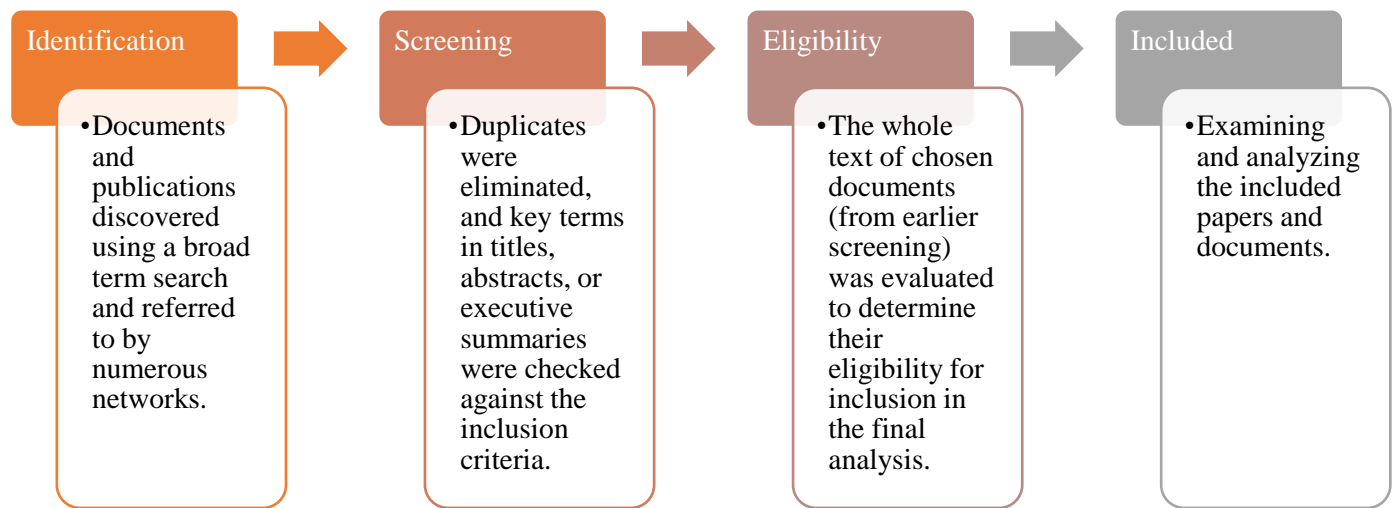 Identification
•Documents
and
publications
discovered
using a broad
term search
and referred
to by
numerous
networks.
Screening
•Duplicates
were
eliminated,
and key terms
in titles,
abstracts, or
executive
summaries
were checked
against the
inclusion
criteria.
Eligibility
•The whole
text of chosen
documents
(from earlier
screening)
was evaluated
to determine
their
eligibility for
inclusion in
the final
analysis.
Included
•Examining
and analyzing
the included
papers and
documents.